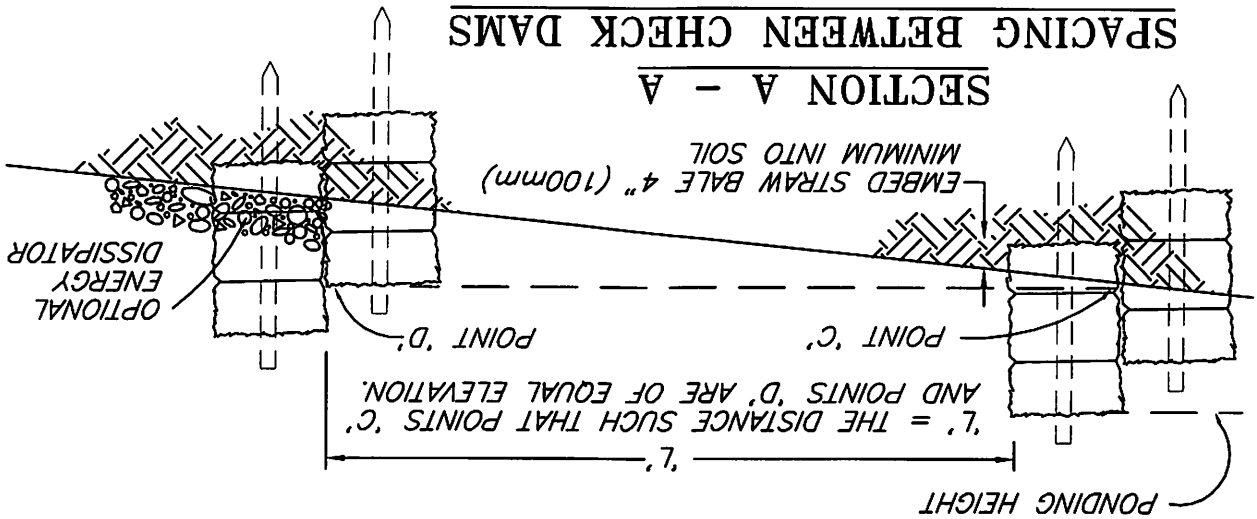 PONDING HEIGHT
'L'
'L' = THE DISTANCE SUCH THAT POINTS 'C'
AND POINTS 'D' ARE OF EQUAL ELEVATION.
POINT 'C'
POINT 'D'
OPTIONAL
ENERGY
DISSIPATOR
EMBED STRAW BALE 4" (100mm)
MINIMUM INTO SOIL
SECTION A - A
SPACING BETWEEN CHECK DAMS